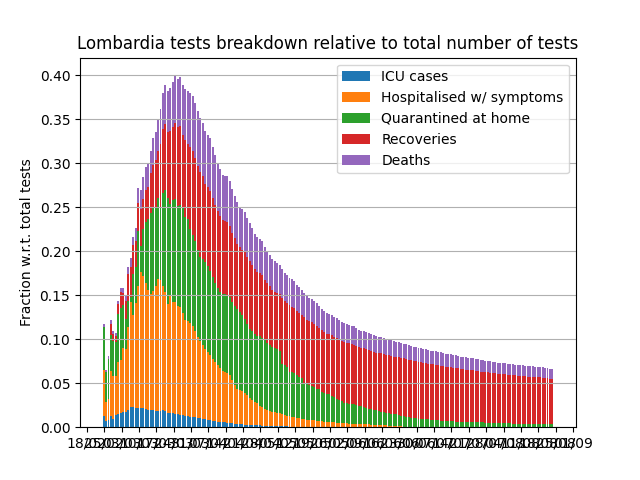 Lombardia tests breakdown relative to total number of tests
0.40
0.35
0.30
0.25
0.20
0.15
0.10
0.05
0.00
Fraction w.r.t. total tests
ICU cases
Hospitalised w/ symptoms
Quarantined at home
Recoveries
Deaths